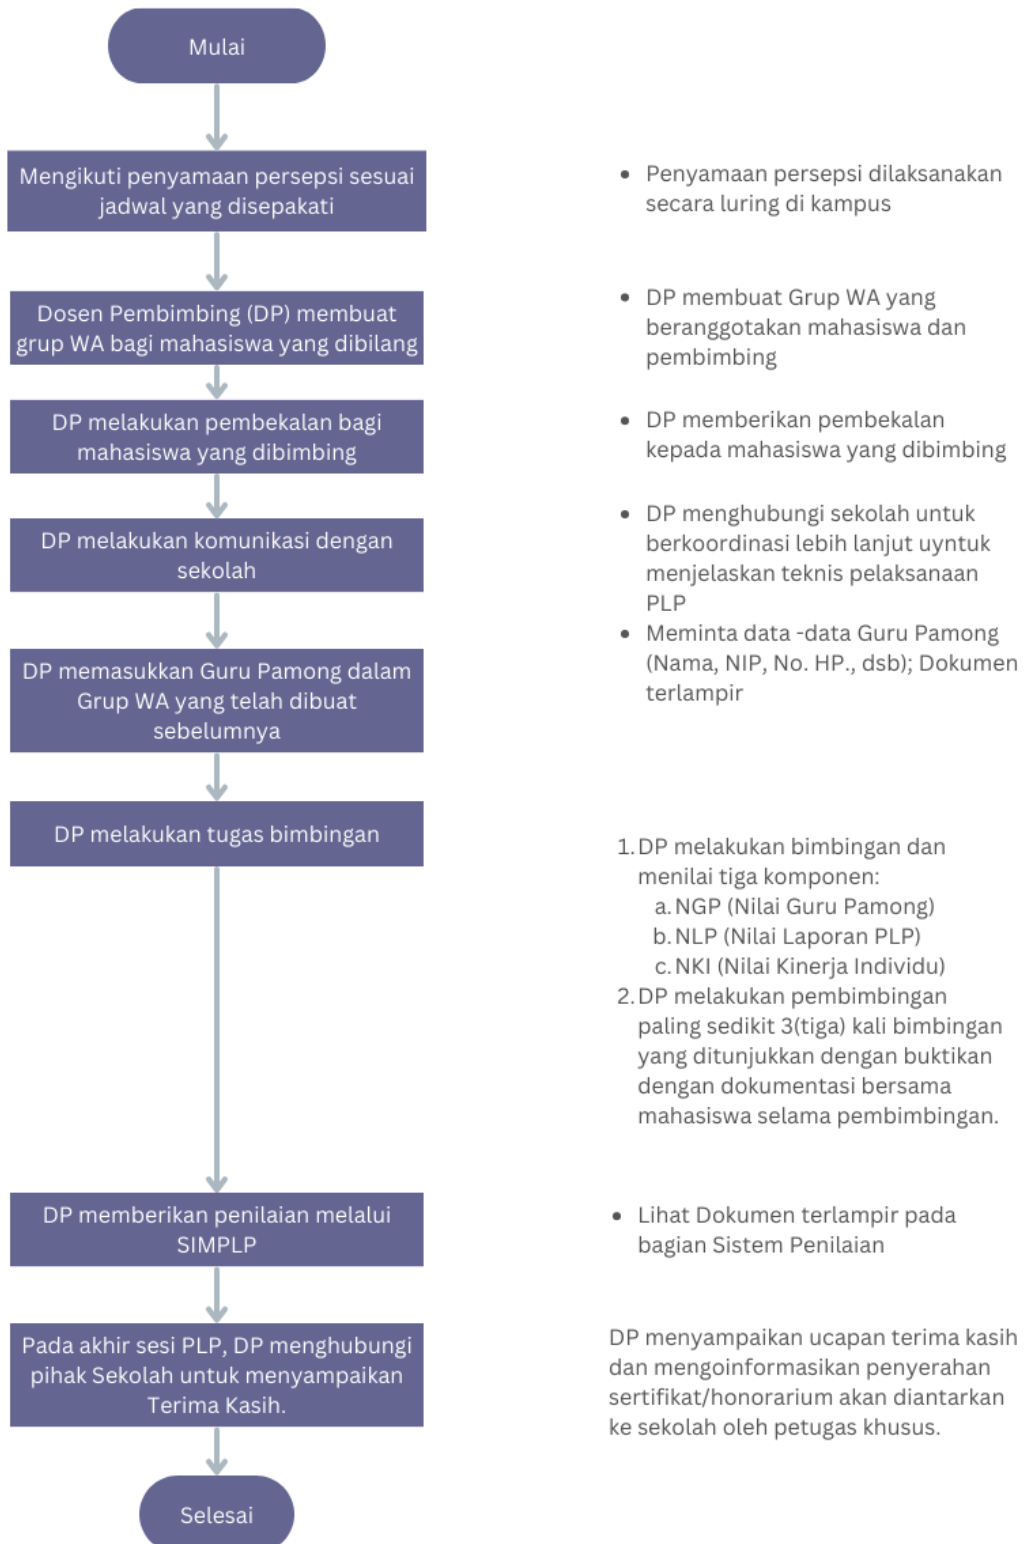 Mulai
Mengikuti penyamaan persepsi sesuai
jadwal yang disepakati
• Penyamaan persepsi dilaksanakan
secara luring di kampus
Dosen Pembimbing (DP) membuat
grup WA bagi mahasiswa yang dibilang
• DP membuat Grup WA yang
beranggotakan mahasiswa dan
pembimbing
DP melakukan pembekalan bagi
mahasiswa yang dibimbing
• DP memberikan pembekalan
kepada mahasiswa yang dibimbing
DP melakukan komunikasi dengan
sekolah
• DP menghubungi sekolah untuk
berkoordinasi lebih lanjut uyntuk
menjelaskan teknis pelaksanaan
PLP
• Meminta data -data Guru Pamong
(Nama, NIP, No. HP., dsb); Dokumen
terlampir
DP memasukkan Guru Pamong dalam
Grup WA yang telah dibuat
sebelumnya
DP melakukan tugas bimbingan
1. DP melakukan bimbingan dan
menilai tiga komponen:
a. NGP (Nilai Guru Pamong)
b. NLP (Nilai Laporan PLP)
c. NKI (Nilai Kinerja Individu)
2. DP melakukan pembimbingan
paling sedikit 3(tiga) kali bimbingan
yang ditunjukkan dengan buktikan
dengan dokumentasi bersama
mahasiswa selama pembimbingan.
DP memberikan penilaian melalui
SIMPLP
• Lihat Dokumen terlampir pada
bagian Sistem Penilaian
Pada akhir sesi PLP, DP menghubungi
pihak Sekolah untuk menyampaikan
Terima Kasih.
DP menyampaikan ucapan terima kasih
dan mengoinformasikan penyerahan
sertifikat/honorarium akan diantarkan
ke sekolah oleh petugas khusus.
Selesai